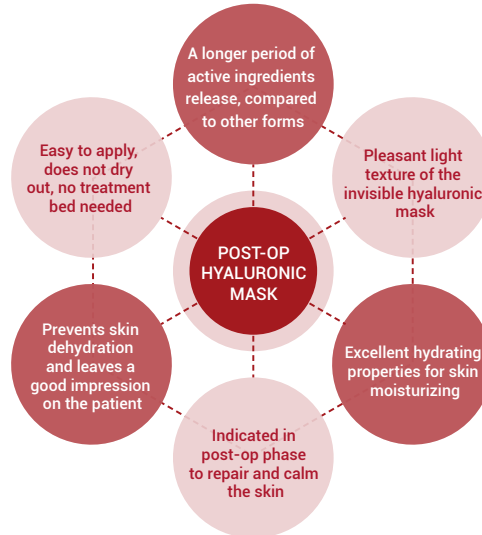 A longer period of
active ingredients
release, compared
to other forms
Easy to apply,
does not dry
out, no treatment
bed needed
Pleasant light
texture of the
invisible hyaluronic
mask
POST-OP
HYALURONIC
MASK
Prevents skin
dehydration
and leaves a
good impression
on the patient
Excellent hydrating
properties for skin
moisturizing
Indicated in
post-op phase
to repair and calm
the skin